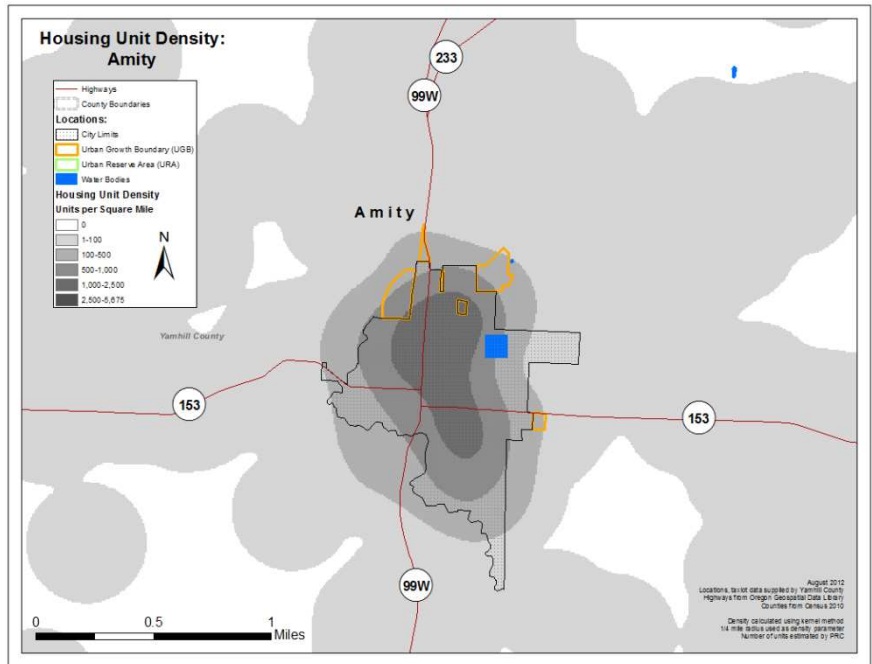 Housing Unit Density:
Amity
Highways
County Boundaries
Locations:
City Limits
Urban Growth Boundary (UGB)
Urban Reserve Area (URA)
Water Bodies
Housing Unit Density
Units per Square Mile
0
1-100
100-500
500-1,000
1,000-2,500
2,500-5,675
N
233
99W
Amity
Yamhill County
153
153
99W
0 0.5 1
Miles
August 2012
Locations, taxlot data supplied by Yamhill County
Highways from Oregon Geospatial Data Library
Counties from Census 2010
Density calculated using kernel method
1/4 mile radius used as density parameter
Number of units estimated by PRC